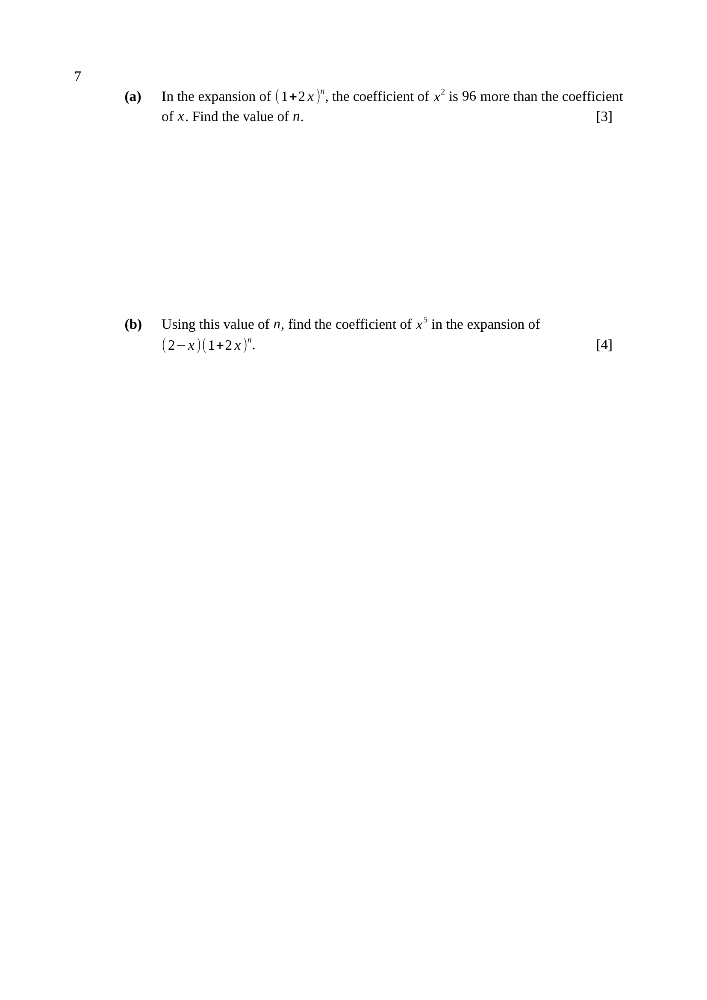 7
(a) In the expansion of (1+2x)^n, the coefficient of x^2 is 96 more than the coefficient
of x. Find the value of n. [3]
(b) Using this value of n, find the coefficient of x^5 in the expansion of
(2−x)(1+2x)^n. [4]